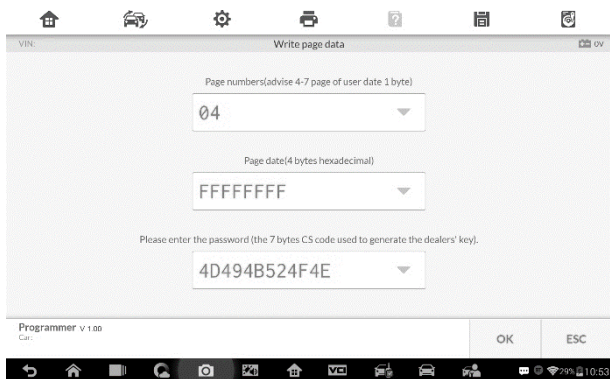 VIN:
Write page data
0V
Page numbers(advise 4-7 page of user date 1 byte)
04
Page date(4 bytes hexadecimal)
FFFFFFFF
Please enter the password (the 7 bytes CS code used to generate the dealers' key).
4D494B524F4E
Programmer V 1.00
Car:
OK
ESC
VCI
29% 10:53